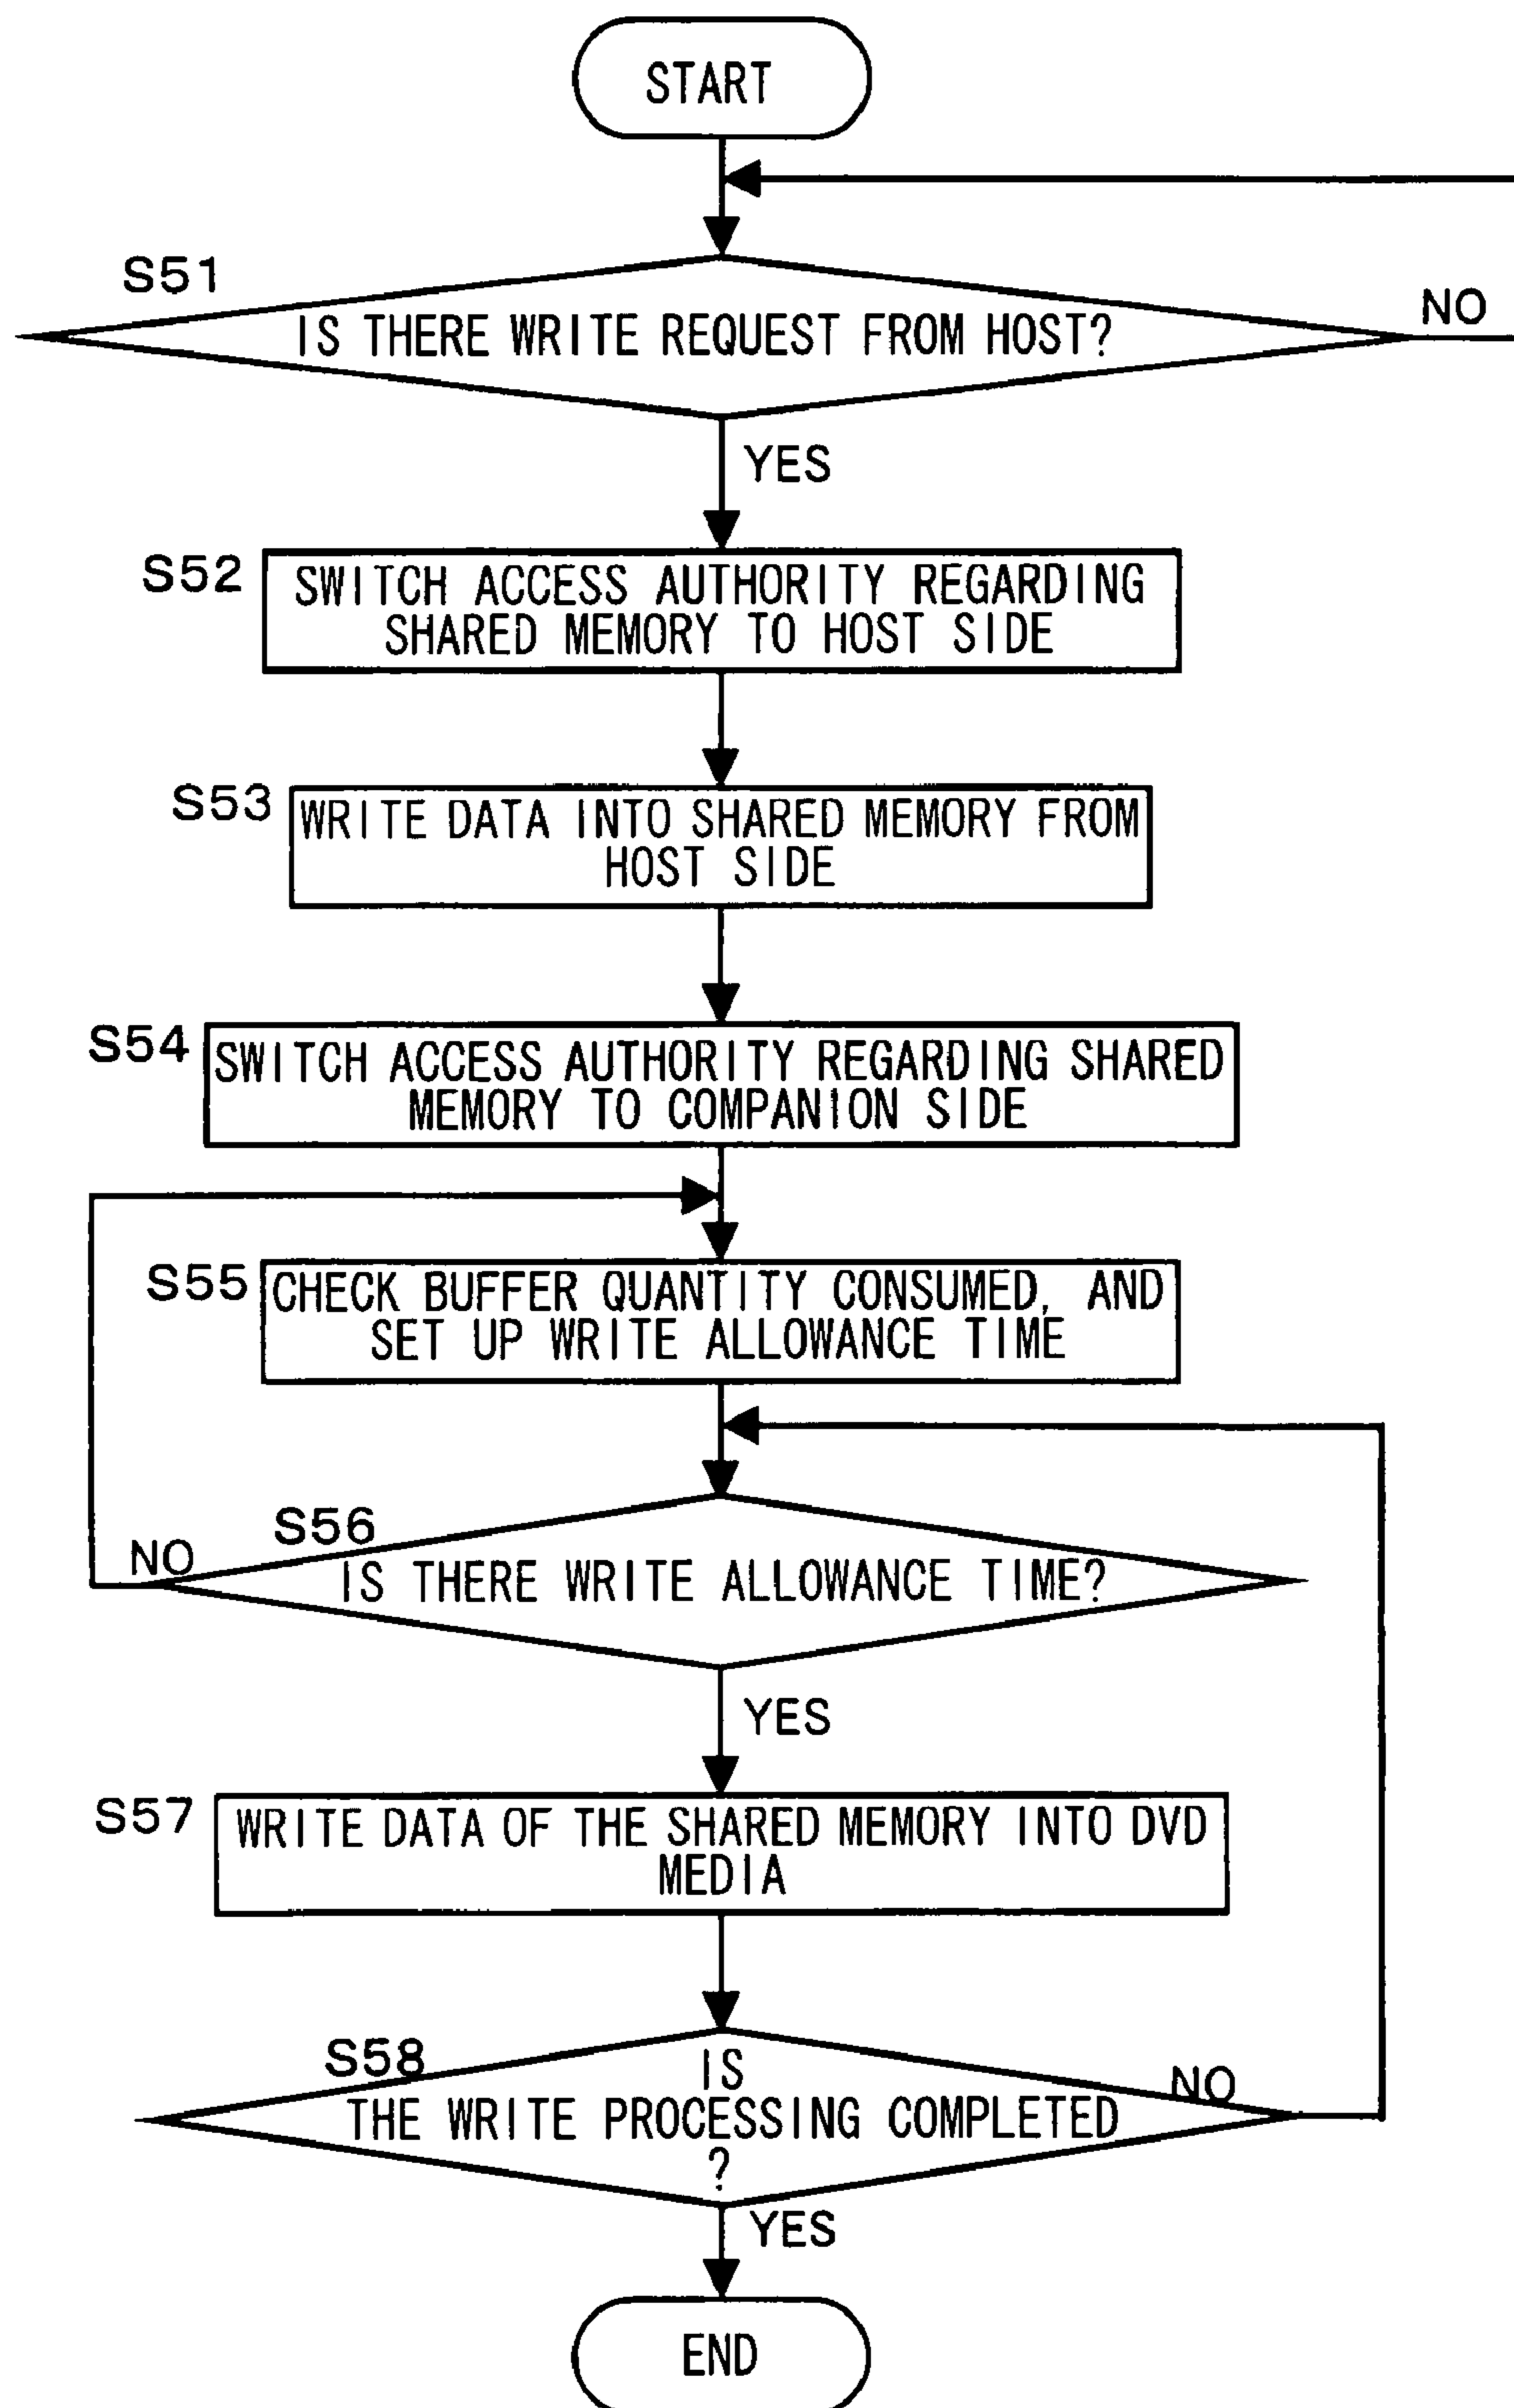 START
S51
IS THERE WRITE REQUEST FROM HOST?
NO
YES
S52
SWITCH ACCESS AUTHORITY REGARDING
SHARED MEMORY TO HOST SIDE
S53
WRITE DATA INTO SHARED MEMORY FROM
HOST SIDE
S54
SWITCH ACCESS AUTHORITY REGARDING SHARED
MEMORY TO COMPANION SIDE
S55
CHECK BUFFER QUANTITY CONSUMED, AND
SET UP WRITE ALLOWANCE TIME
S56
NO
IS THERE WRITE ALLOWANCE TIME?
YES
S57
WRITE DATA OF THE SHARED MEMORY INTO DVD
MEDIA
S58
IS
NO
THE WRITE PROCESSING COMPLETED
?
YES
END